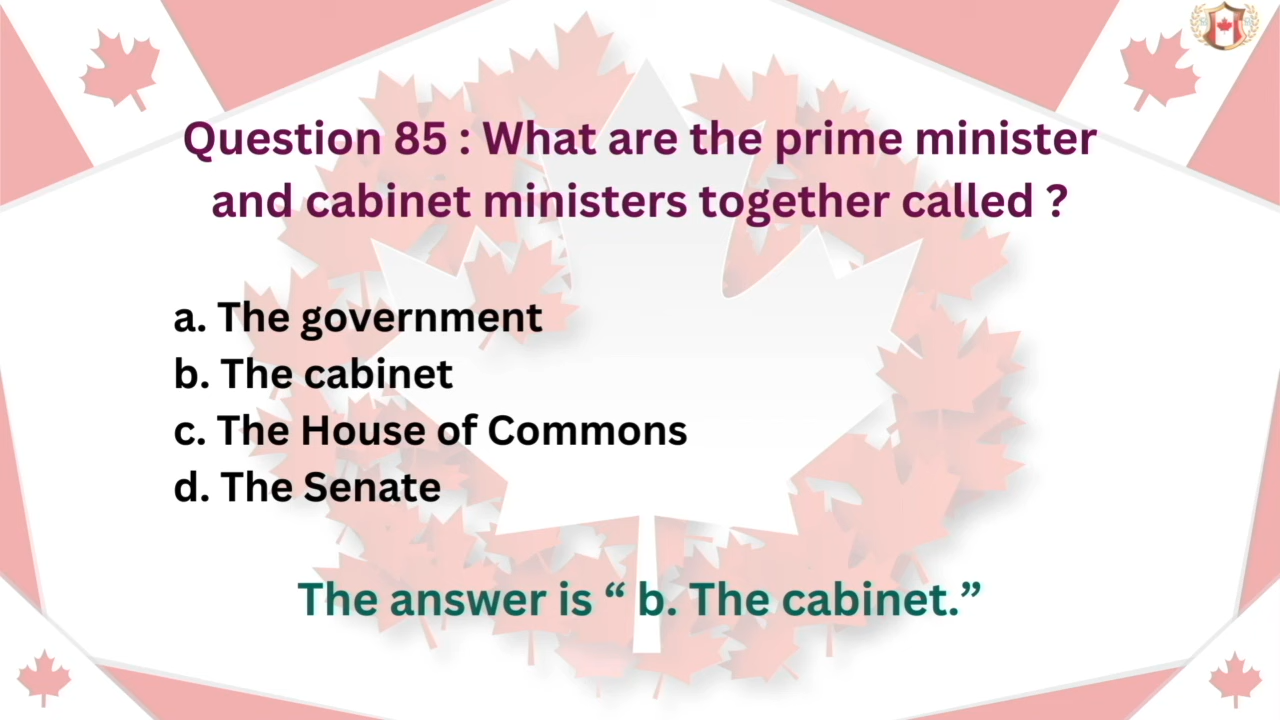 Question 85 : What are the prime minister
and cabinet ministers together called ?
a. The government
b. The cabinet
c. The House of Commons
d. The Senate
The answer is “ b. The cabinet.”